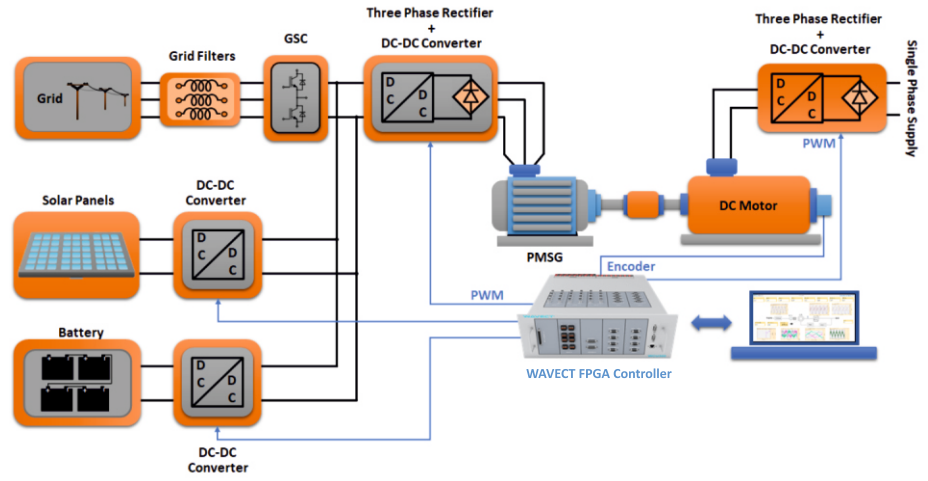 Three Phase Rectifier
+
DC-DC Converter
Three Phase Rectifier
+
DC-DC Converter
GSC
Grid Filters
Grid
D
C
D
C
D
C
D
C
Single Phase Supply
PWM
DC-DC
Converter
Solar Panels
D
C
D
C
DC Motor
PMSG
Encoder
PWM
Battery
D
C
D
C
WAVECT FPGA Controller
DC-DC
Converter